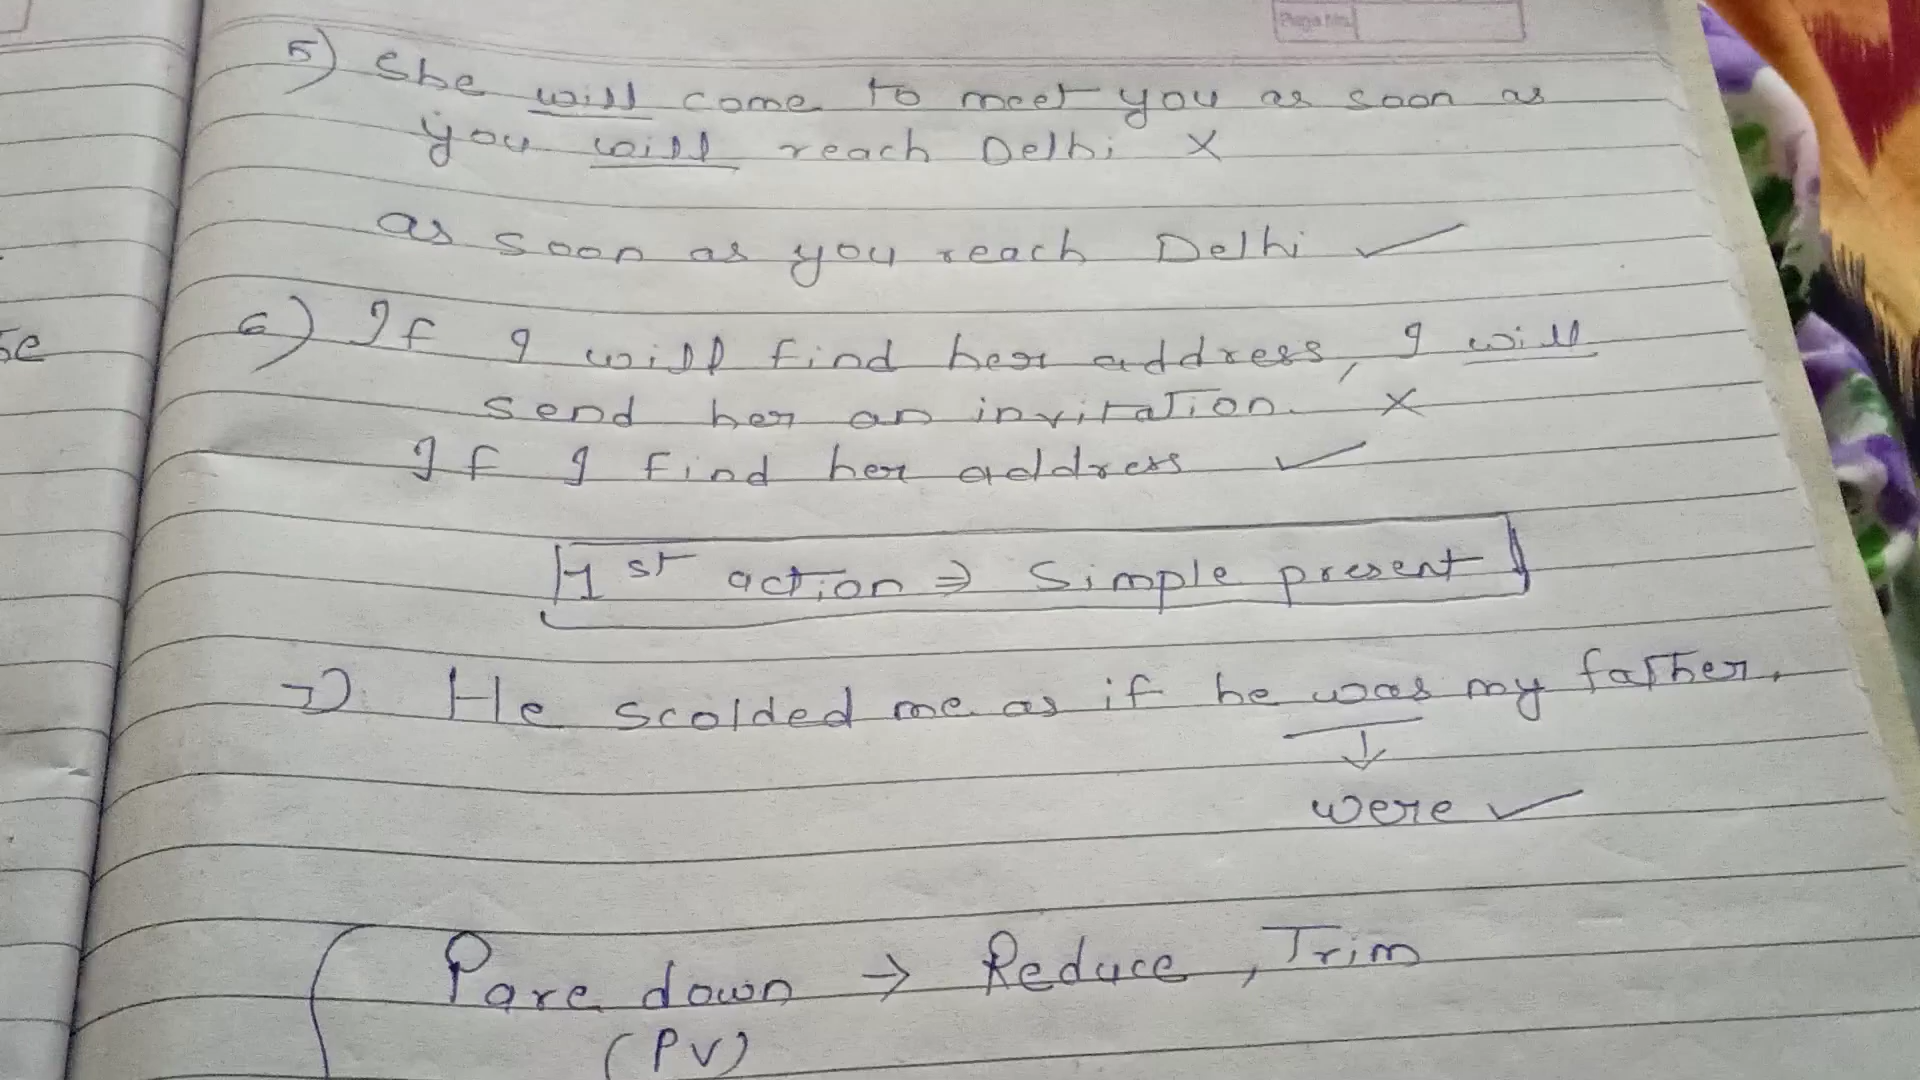 Page No.
5) She will come to meet you as soon as
you will reach Delhi ×
as soon as you reach Delhi ✓
6) If I will find her address, I will
send her an invitation. ×
If I find her address ✓
1st action ⇒ Simple present
7) He scolded me as if he was my father.
↓
were ✓
Pare down → Reduce, Trim
(PV)